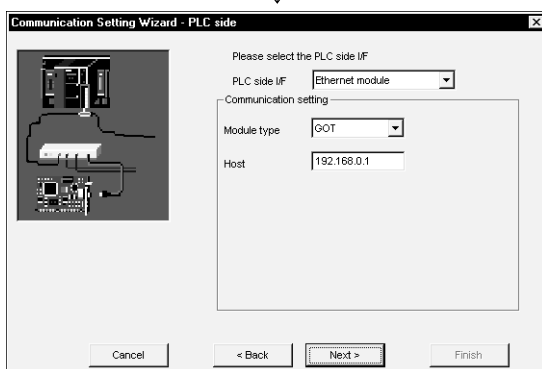 Communication Setting Wizard - PLC side
Please select the PLC side I/F
PLC side I/F Ethernet module
Communication setting
Module type GOT
Host 192.168.0.1
Cancel < Back Next > Finish